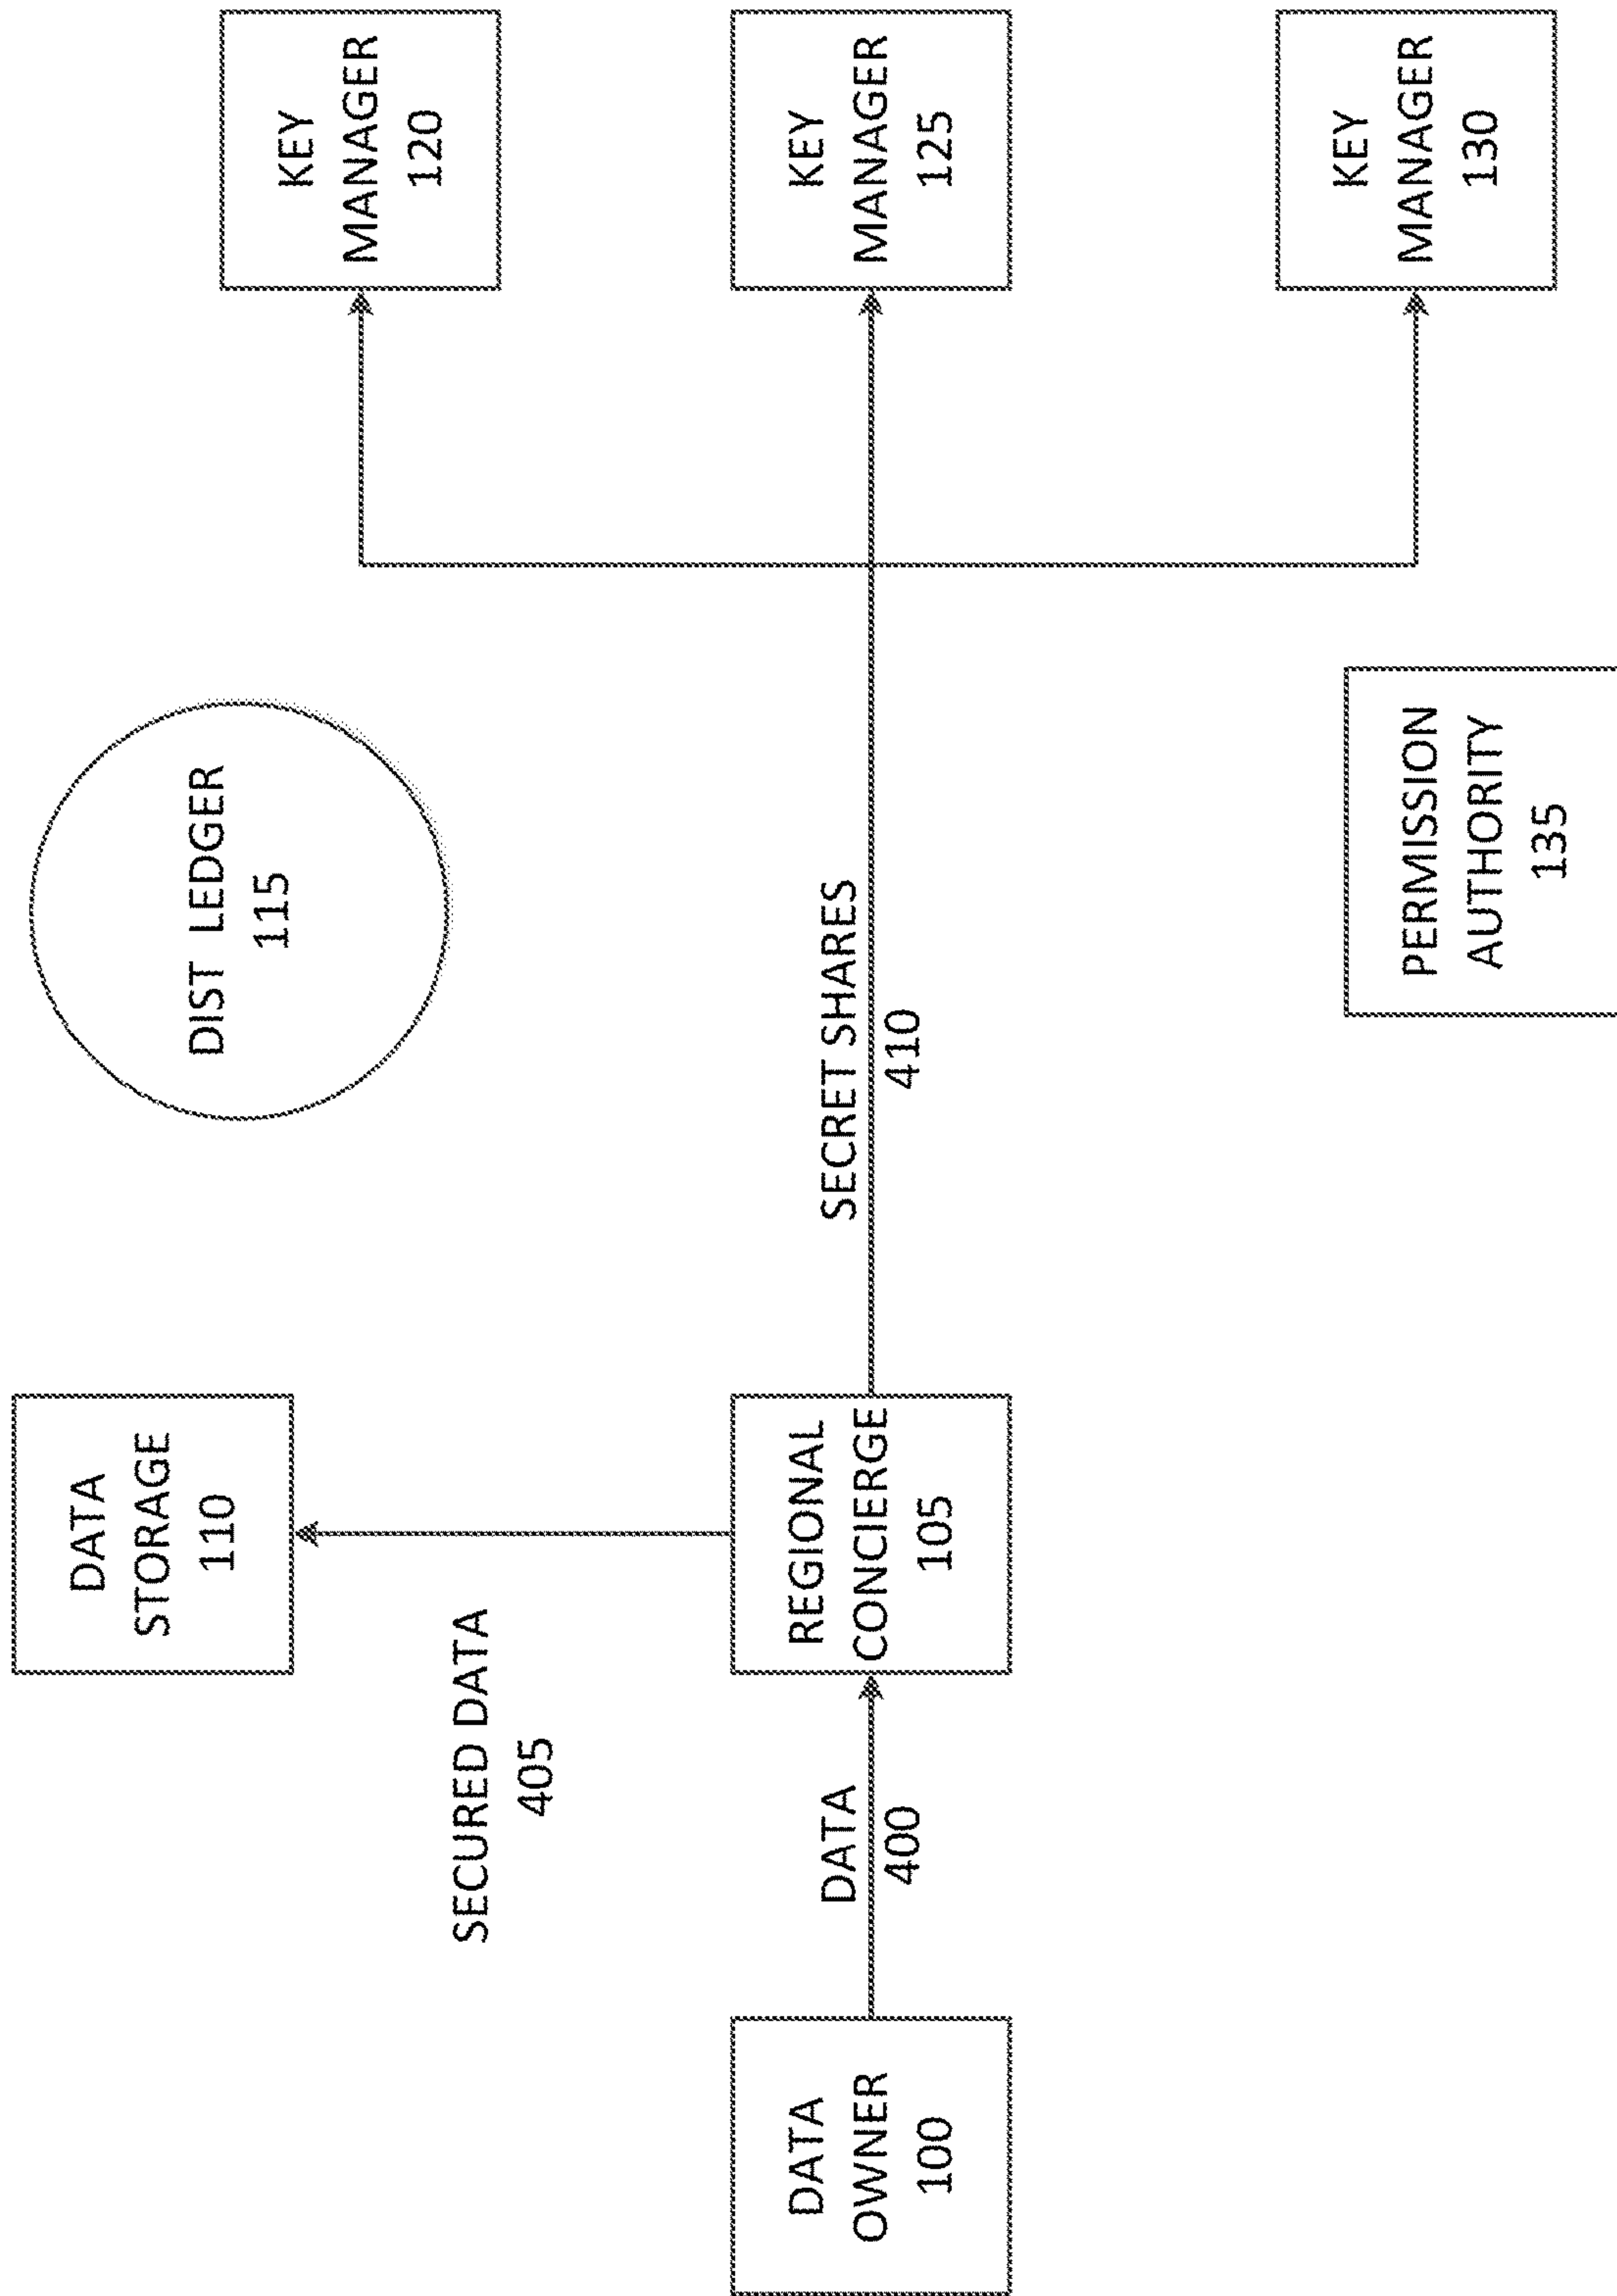 DATA
STORAGE
110
DIST LEDGER
115
KEY
MANAGER
120
SECURED DATA
405
DATA
OWNER
100
DATA
400
REGIONAL
CONCIERGE
105
SECRET SHARES
410
KEY
MANAGER
125
PERMISSION
AUTHORITY
135
KEY
MANAGER
130